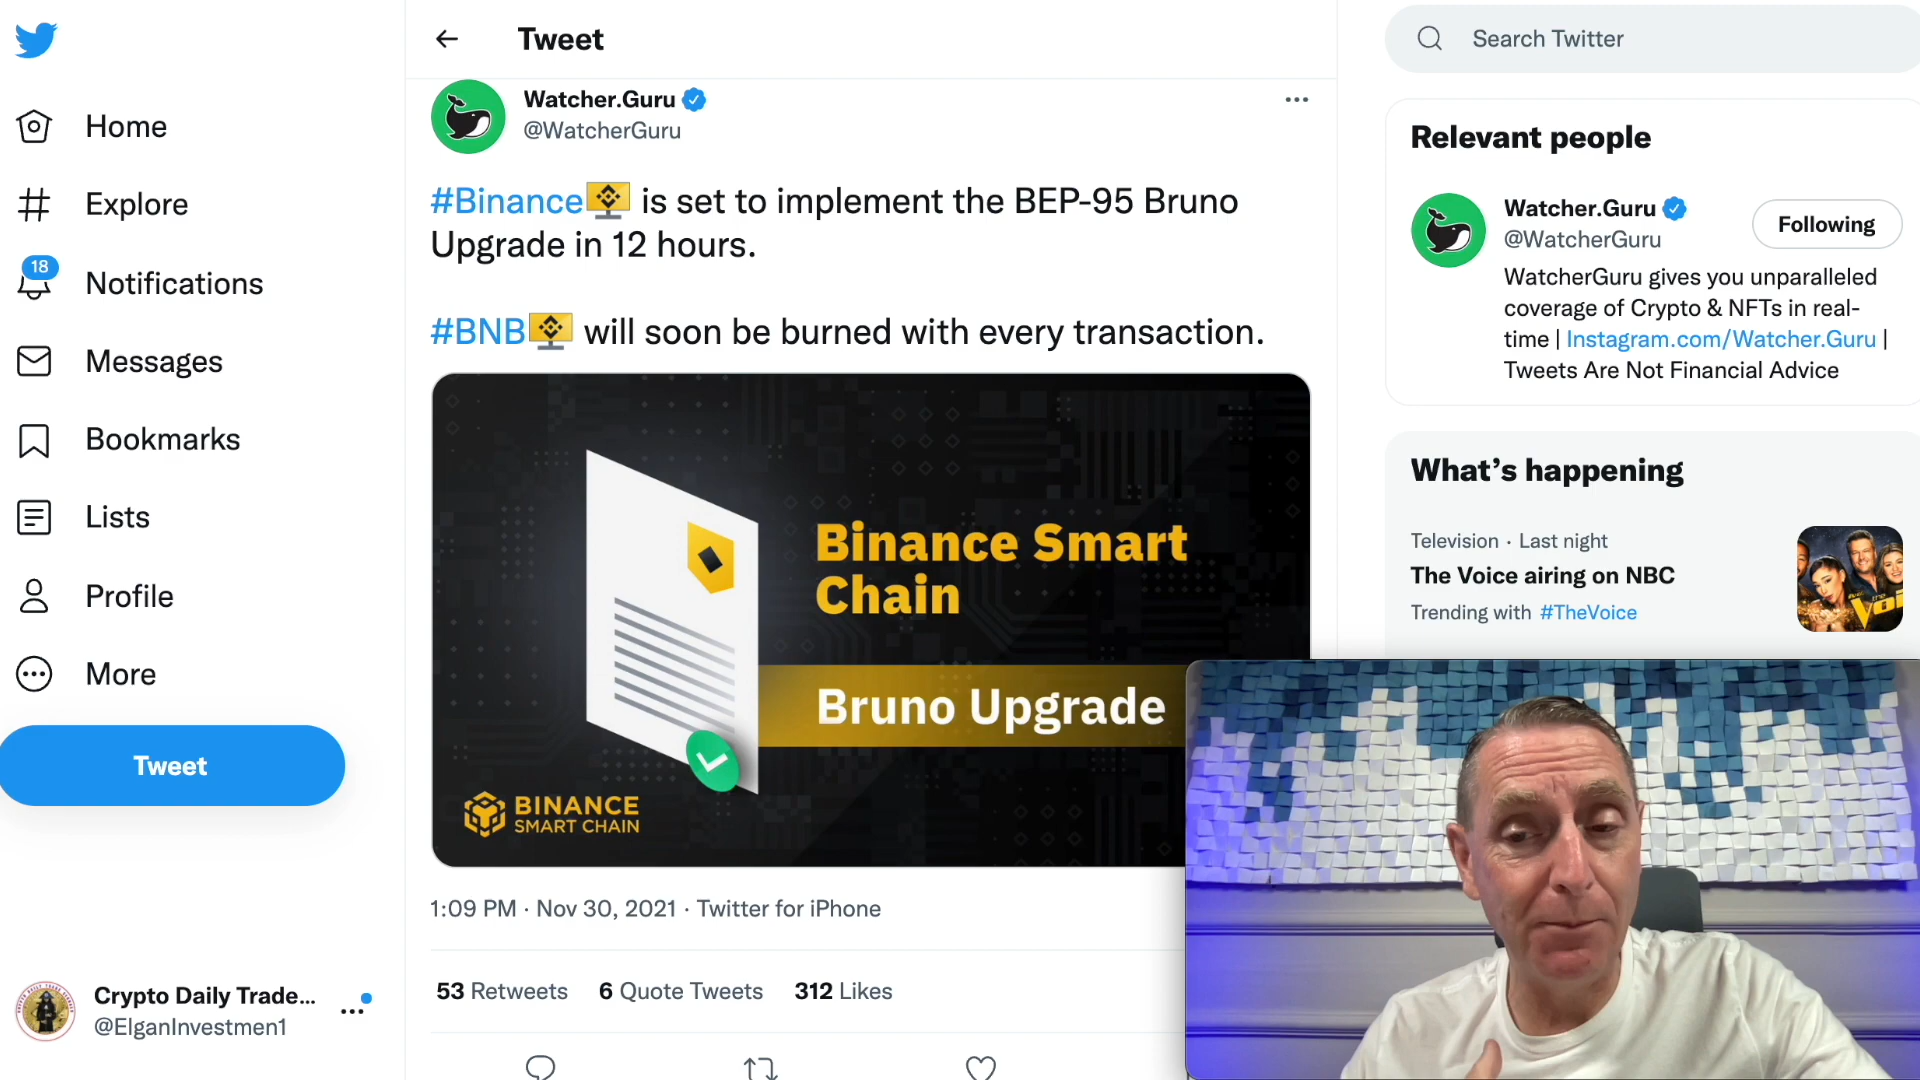 Home
Explore
18
Notifications
Messages
Bookmarks
Lists
Profile
More
Tweet
Crypto Daily Trade...
@ElganInvestmen1
Tweet
Watcher.Guru
@WatcherGuru
#Binance is set to implement the BEP-95 Bruno
Upgrade in 12 hours.
#BNB will soon be burned with every transaction.
Binance Smart
Chain
Bruno Upgrade
BINANCE
SMART CHAIN
1:09 PM · Nov 30, 2021 · Twitter for iPhone
53 Retweets 6 Quote Tweets 312 Likes
Search Twitter
Relevant people
Watcher.Guru
@WatcherGuru
Following
WatcherGuru gives you unparalleled
coverage of Crypto & NFTs in real-
time | Instagram.com/Watcher.Guru |
Tweets Are Not Financial Advice
What’s happening
Television · Last night
The Voice airing on NBC
Trending with #TheVoice